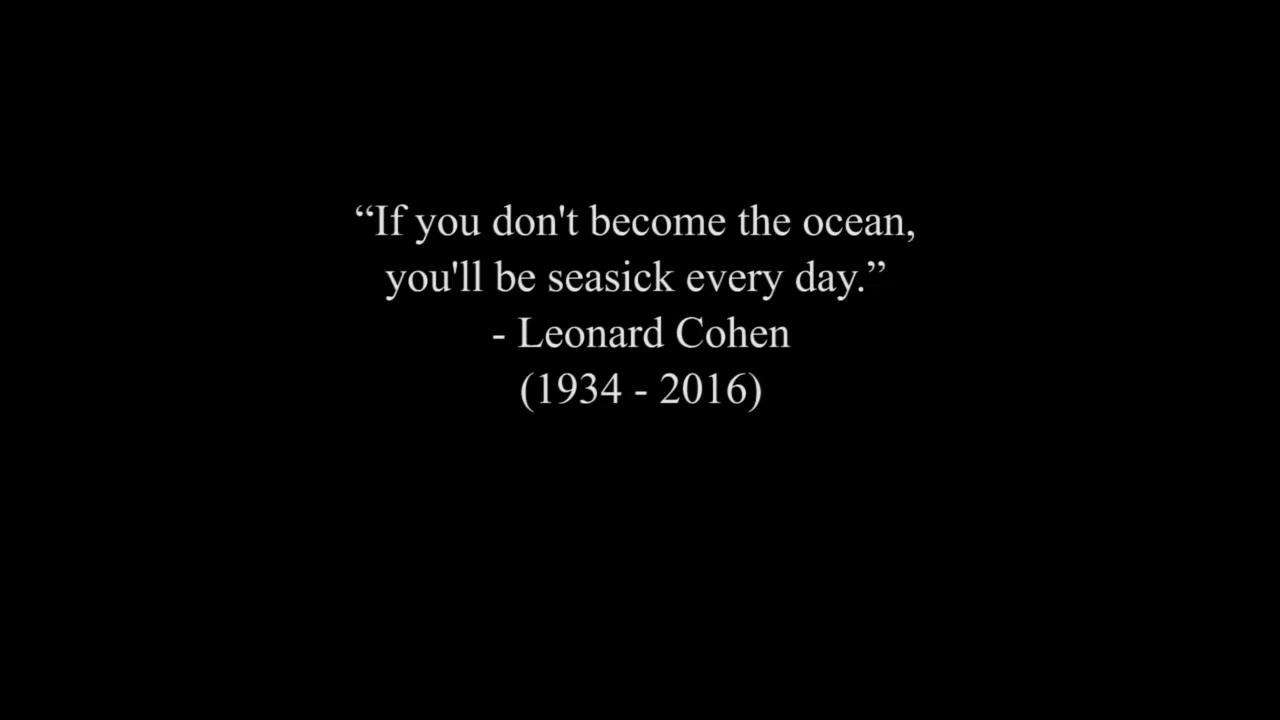 “If you don't become the ocean,
you'll be seasick every day.”
- Leonard Cohen
(1934 - 2016)